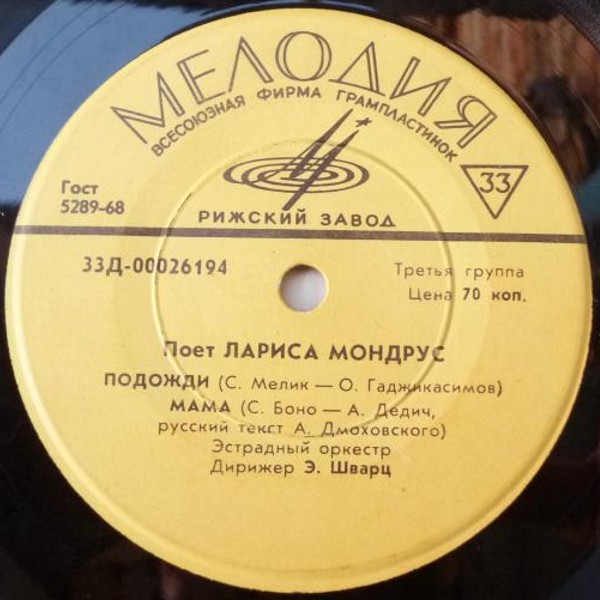 МЕЛОДИЯ
ВСЕСОЮЗНАЯ ФИРМА ГРАМПЛАСТИНОК
33
Гост
5289-68
РИЖСКИЙ ЗАВОД
33Д-00026194
Третья группа
Цена 70 коп.
Поет ЛАРИСА МОНДРУС
ПОДОЖДИ (С. Мелик — О. Гаджикасимов)
МАМА (С. Боно — А. Дедич,
русский текст А. Дмоховского)
Эстрадный оркестр
Дирижер Э. Шварц